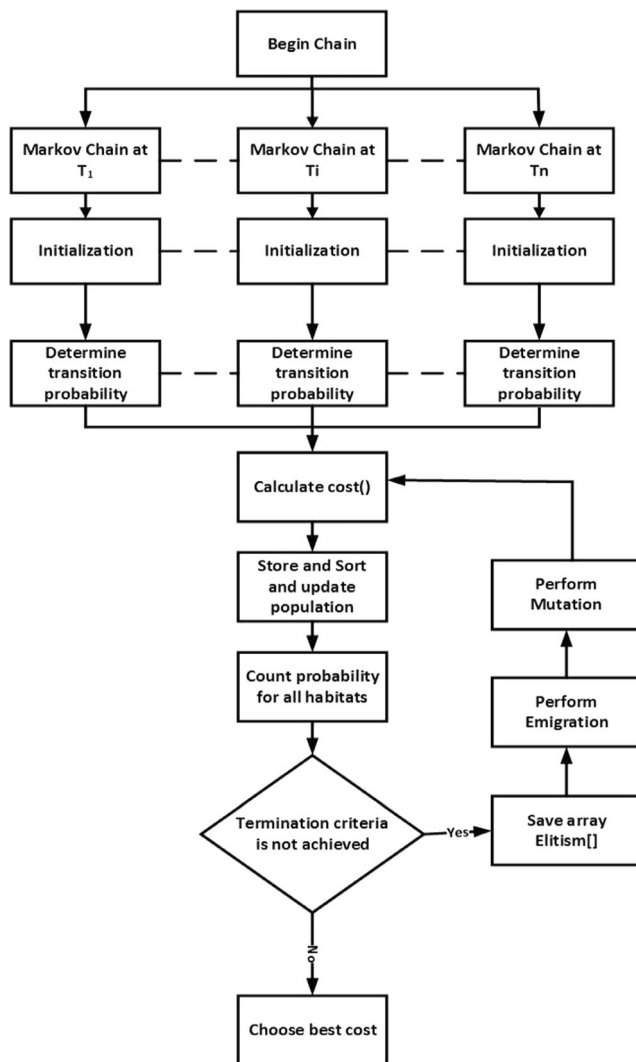 Begin Chain
Markov Chain at
T₁
Markov Chain at
Ti
Markov Chain at
Tn
Initialization
Initialization
Initialization
Determine
transition
probability
Determine
transition
probability
Determine
transition
probability
Calculate cost()
Store and Sort
and update
population
Perform
Mutation
Count probability
for all habitats
Perform
Emigration
Termination criteria
is not achieved
Yes
Save array
Elitism[]
No
Choose best cost